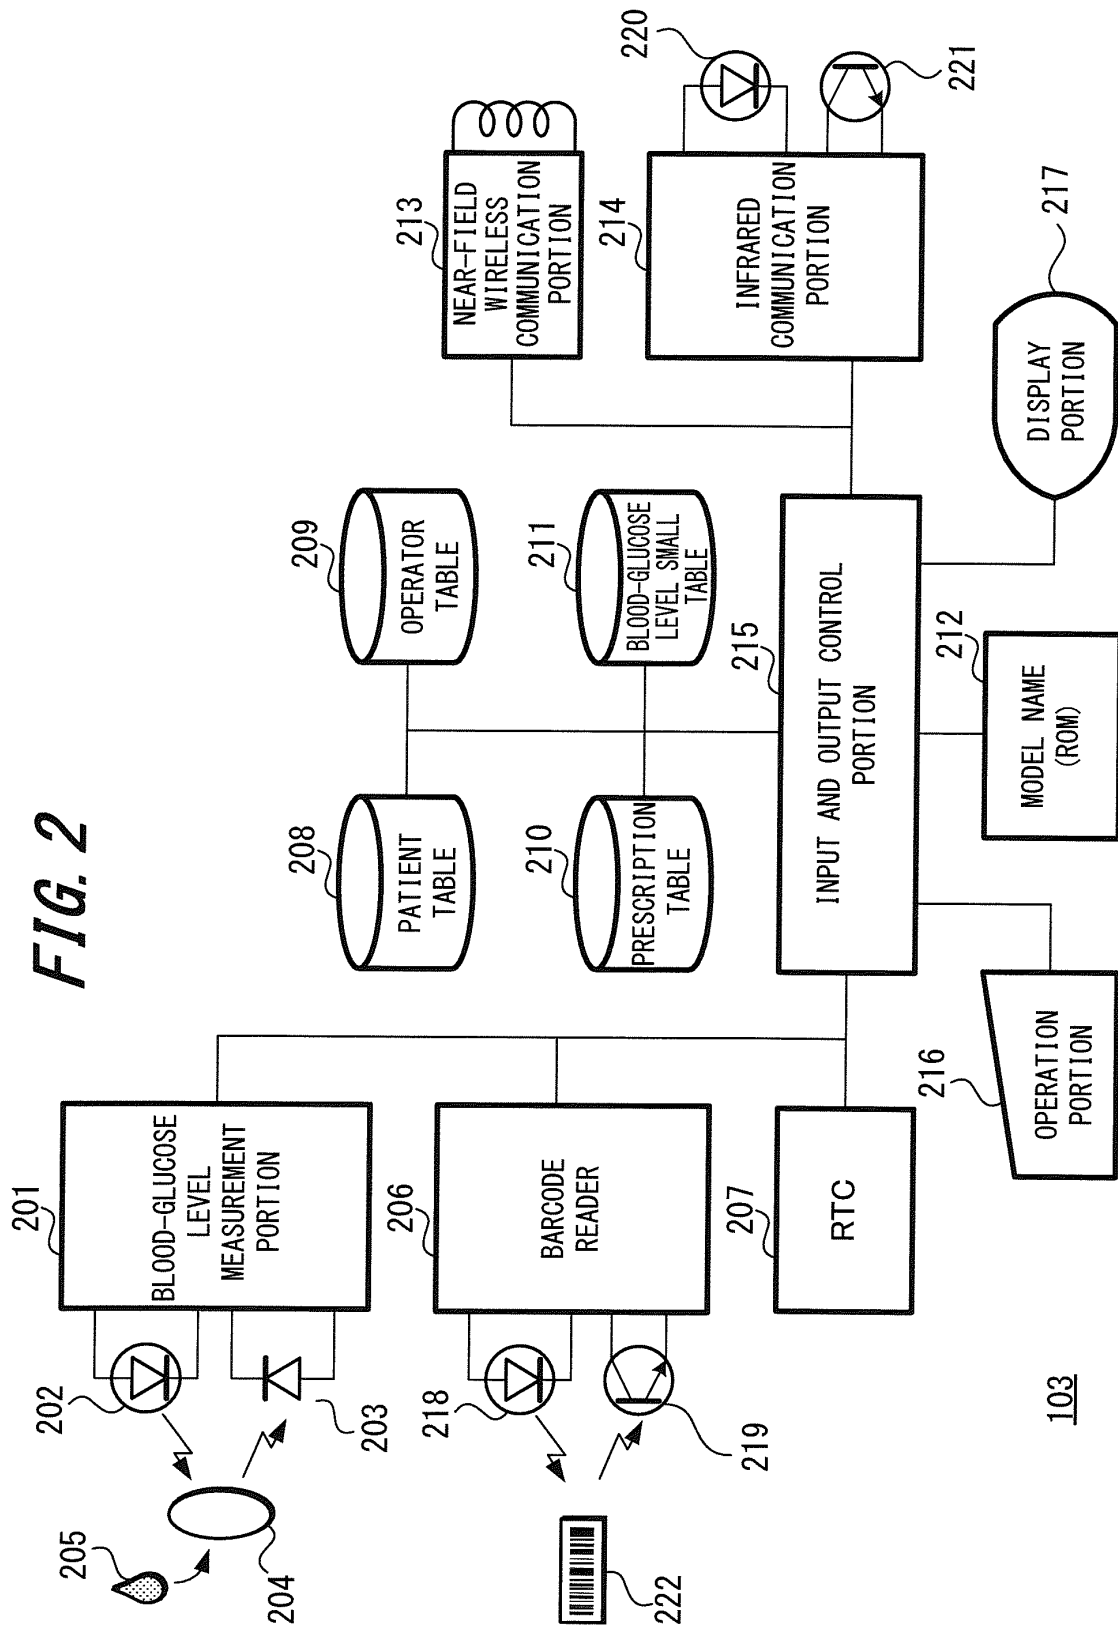 FIG. 2
201
BLOOD-GLUCOSE
LEVEL
MEASUREMENT
PORTION
202
203
204
205
206
BARCODE
READER
218
219
222
207
RTC
208
PATIENT
TABLE
209
OPERATOR
TABLE
210
PRESCRIPTION
TABLE
211
BLOOD-GLUCOSE
LEVEL SMALL
TABLE
213
NEAR-FIELD
WIRELESS
COMMUNICATION
PORTION
214
INFRARED
COMMUNICATION
PORTION
220
221
215
INPUT AND OUTPUT CONTROL
PORTION
216
OPERATION
PORTION
212
MODEL NAME
(ROM)
217
DISPLAY
PORTION
103